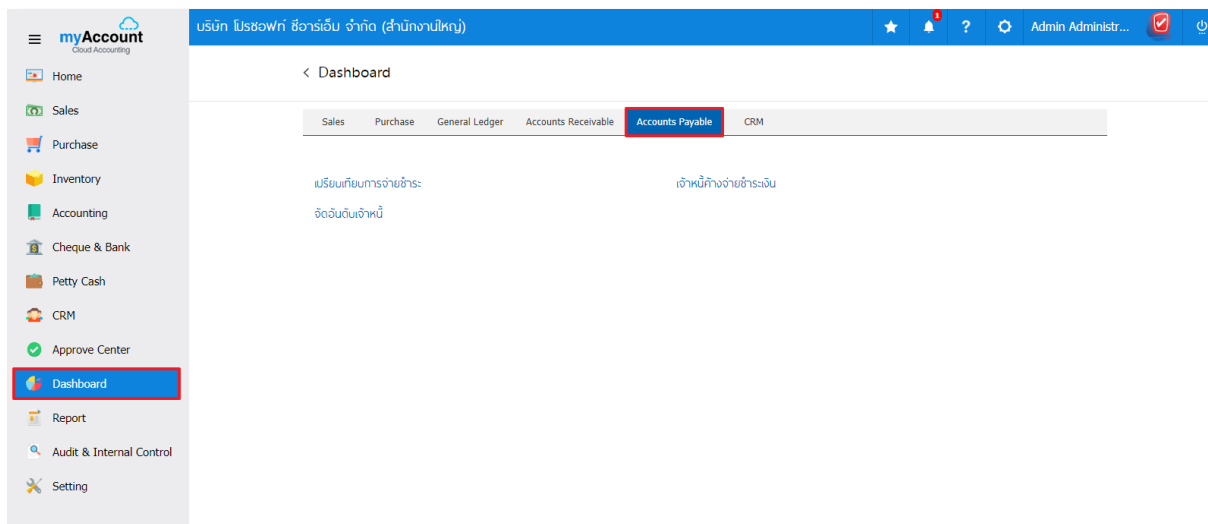 myAccount
Cloud Accounting
บริษัท โปรซอฟท์ ซีอาร์เอ็ม จำกัด (สำนักงานใหญ่)
1
?
Admin Administr...
Home
Sales
Purchase
Inventory
Accounting
Cheque & Bank
Petty Cash
CRM
Approve Center
Dashboard
Report
Audit & Internal Control
Setting
< Dashboard
Sales Purchase General Ledger Accounts Receivable Accounts Payable CRM
เปรียบเทียบการจ่ายชำระ เจ้าหนี้ค้างจ่ายชำระเงิน
จัดอันดับเจ้าหนี้